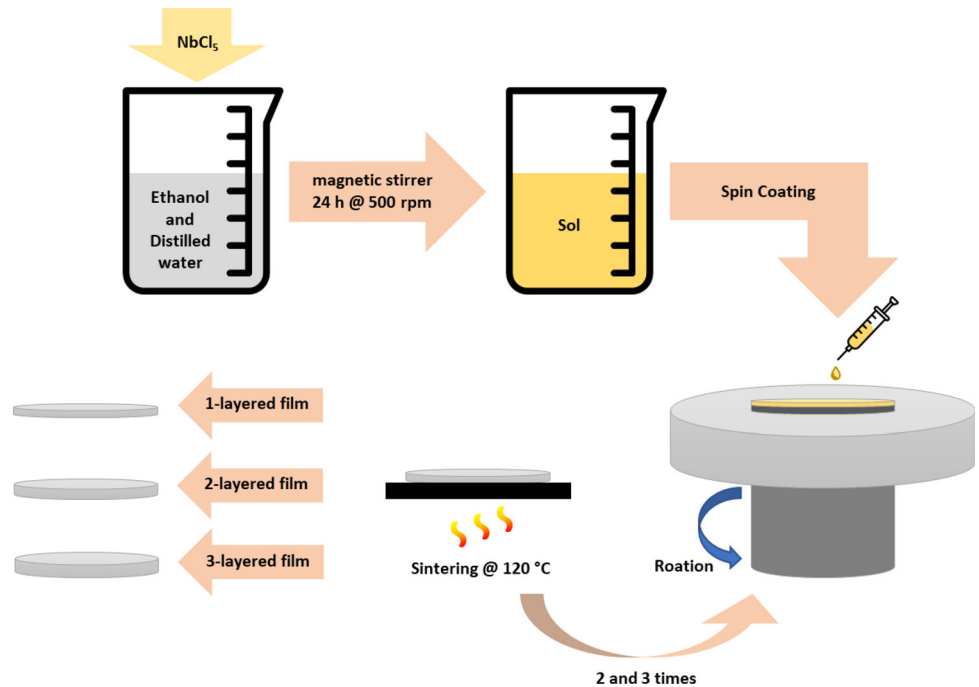 NbCl₅
Ethanol
and
Distilled
water
magnetic stirrer
24 h @ 500 rpm
Sol
Spin Coating
1-layered film
2-layered film
3-layered film
Sintering @ 120 °C
Roation
2 and 3 times